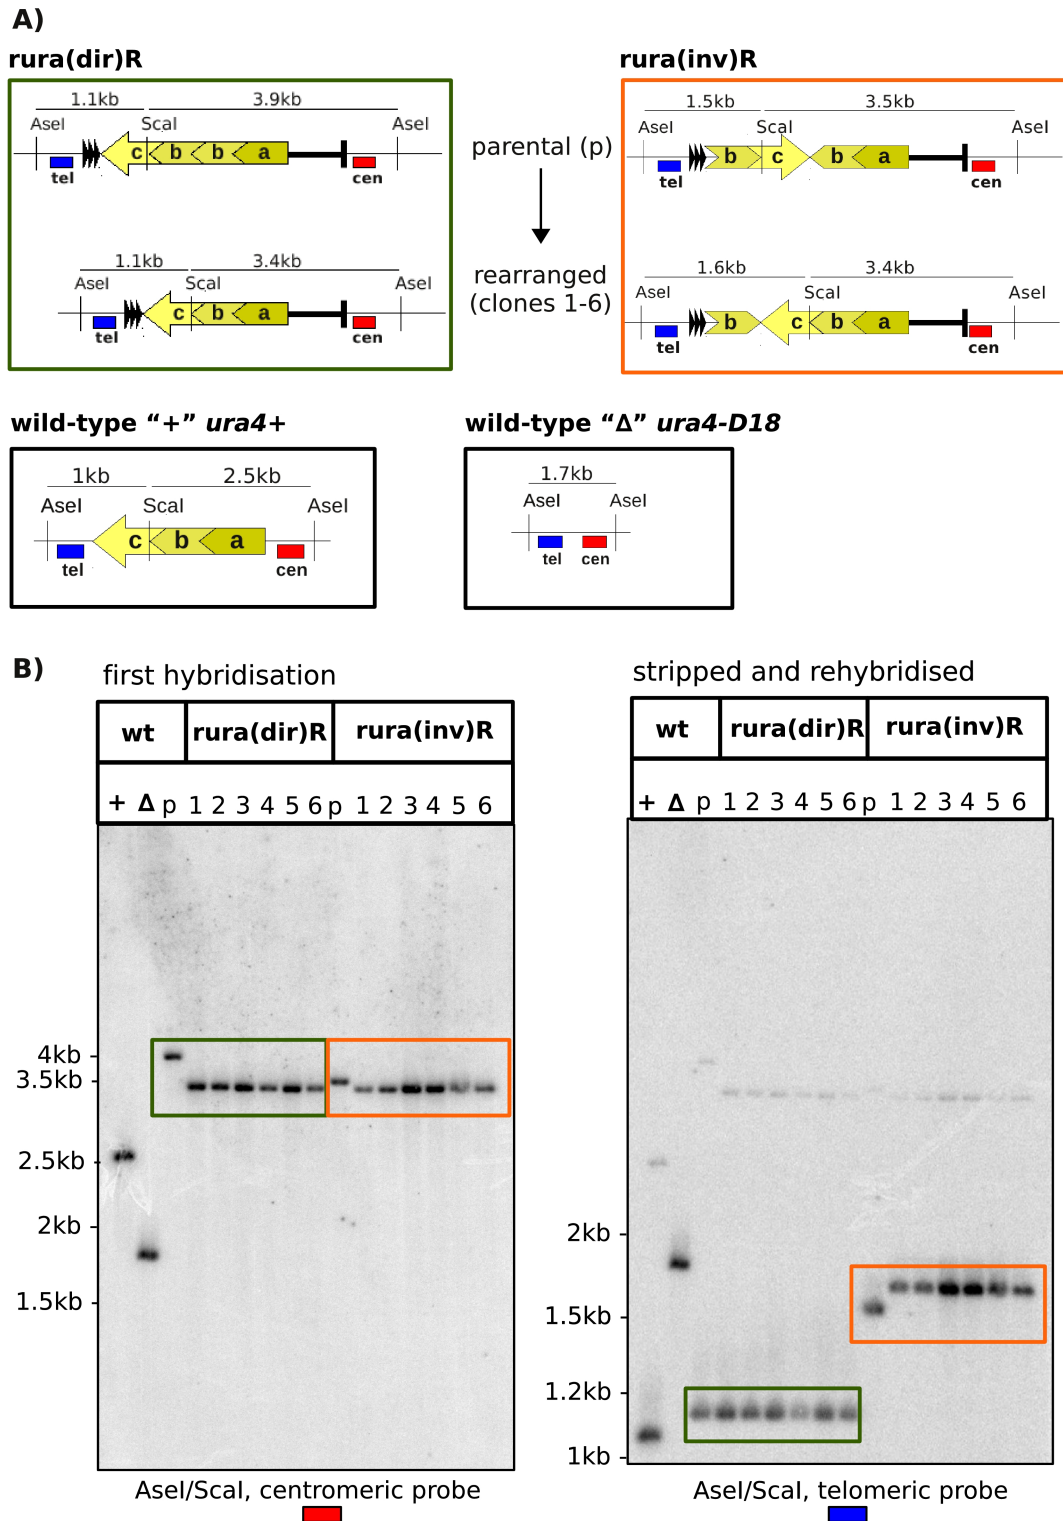 A)
rura(dir)R
rura(inv)R
1.1kb 3.9kb
AseI ScaI AseI
c b b a
tel cen
parental (p)
1.5kb 3.5kb
AseI ScaI AseI
b c b a
tel cen
1.1kb 3.4kb
AseI ScaI AseI
c b a
tel cen
rearranged
(clones 1-6)
1.6kb 3.4kb
AseI ScaI AseI
b c b a
tel cen
wild-type “+” ura4+
wild-type “Δ” ura4-D18
1kb 2.5kb
AseI ScaI AseI
c b a
tel cen
1.7kb
AseI AseI
tel cen
B)
first hybridisation
wt rura(dir)R rura(inv)R
+ Δ p 1 2 3 4 5 6 p 1 2 3 4 5 6
4kb
3.5kb
2.5kb
2kb
1.5kb
AseI/ScaI, centromeric probe
stripped and rehybridised
wt rura(dir)R rura(inv)R
+ Δ p 1 2 3 4 5 6 p 1 2 3 4 5 6
2kb
1.5kb
1.2kb
1kb
AseI/ScaI, telomeric probe